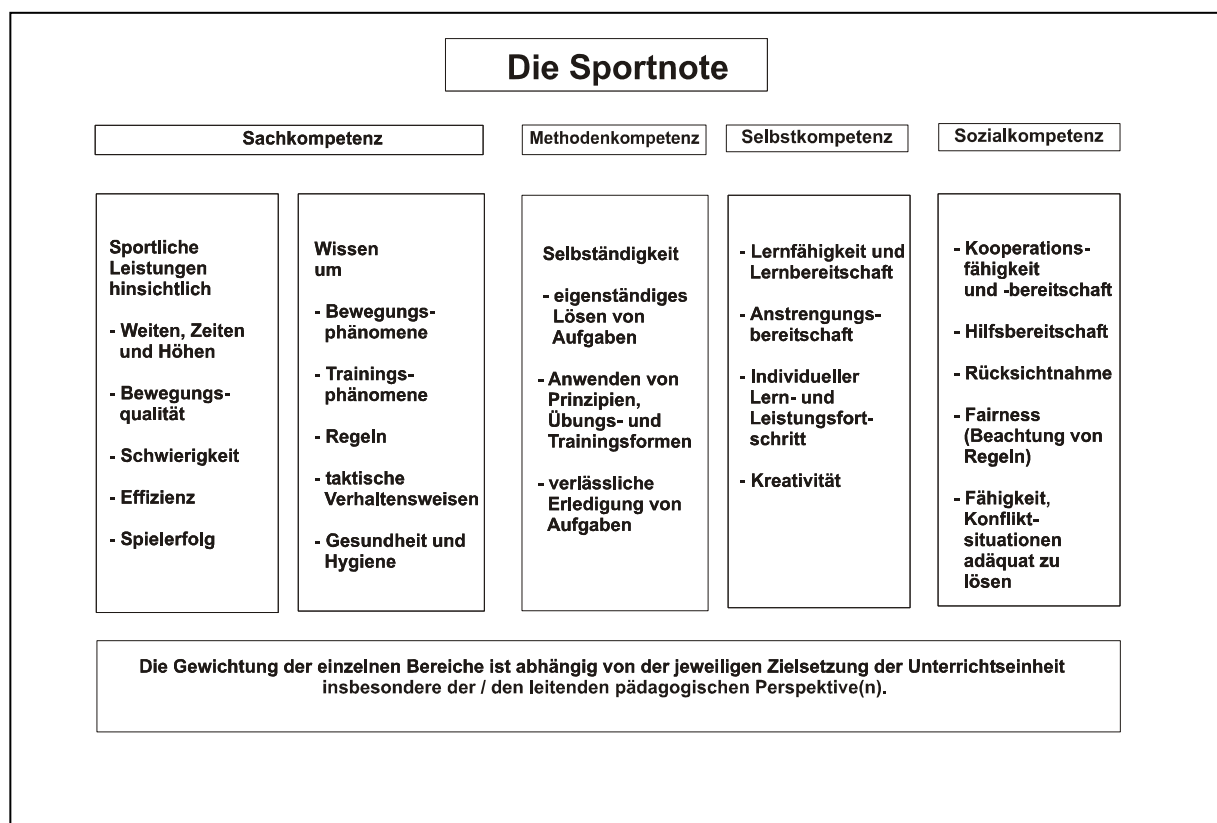 Die Sportnote
Sachkompetenz
Methodenkompetenz
Selbstkompetenz
Sozialkompetenz
Sportliche
Leistungen
hinsichtlich
- Weiten, Zeiten
und Höhen
- Bewegungs-
qualität
- Schwierigkeit
- Effizienz
- Spielerfolg
Wissen
um
- Bewegungs-
phänomene
- Trainings-
phänomene
- Regeln
- taktische
Verhaltensweisen
- Gesundheit und
Hygiene
Selbständigkeit
- eigenständiges
Lösen von
Aufgaben
- Anwenden von
Prinzipien,
Übungs- und
Trainingsformen
- verlässliche
Erledigung von
Aufgaben
- Lernfähigkeit und
Lernbereitschaft
- Anstrengungs-
bereitschaft
- Individueller
Lern- und
Leistungsfort-
schritt
- Kreativität
- Kooperations-
fähigkeit
und -bereitschaft
- Hilfsbereitschaft
- Rücksichtnahme
- Fairness
(Beachtung von
Regeln)
- Fähigkeit,
Konflikt-
situationen
adäquat zu
lösen
Die Gewichtung der einzelnen Bereiche ist abhängig von der jeweiligen Zielsetzung der Unterrichtseinheit
insbesondere der / den leitenden pädagogischen Perspektive(n).